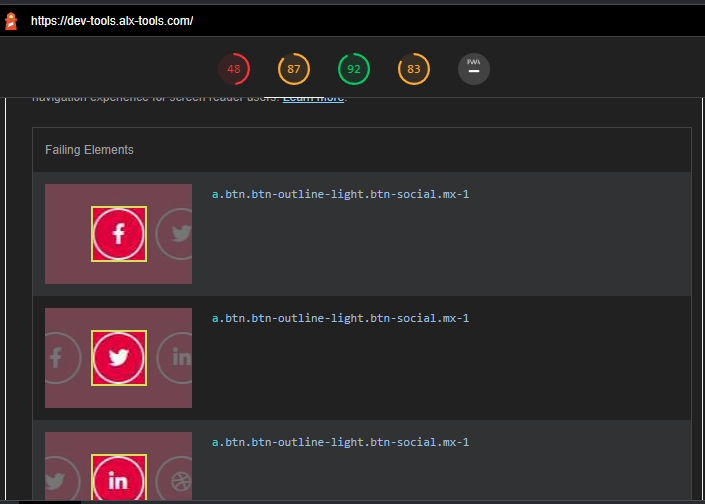 https://dev-tools.alx-tools.com/
48
87
92
83
PWA
navigation experience for screen reader users. Learn More.
Failing Elements
a.btn.btn-outline-light.btn-social.mx-1
a.btn.btn-outline-light.btn-social.mx-1
a.btn.btn-outline-light.btn-social.mx-1